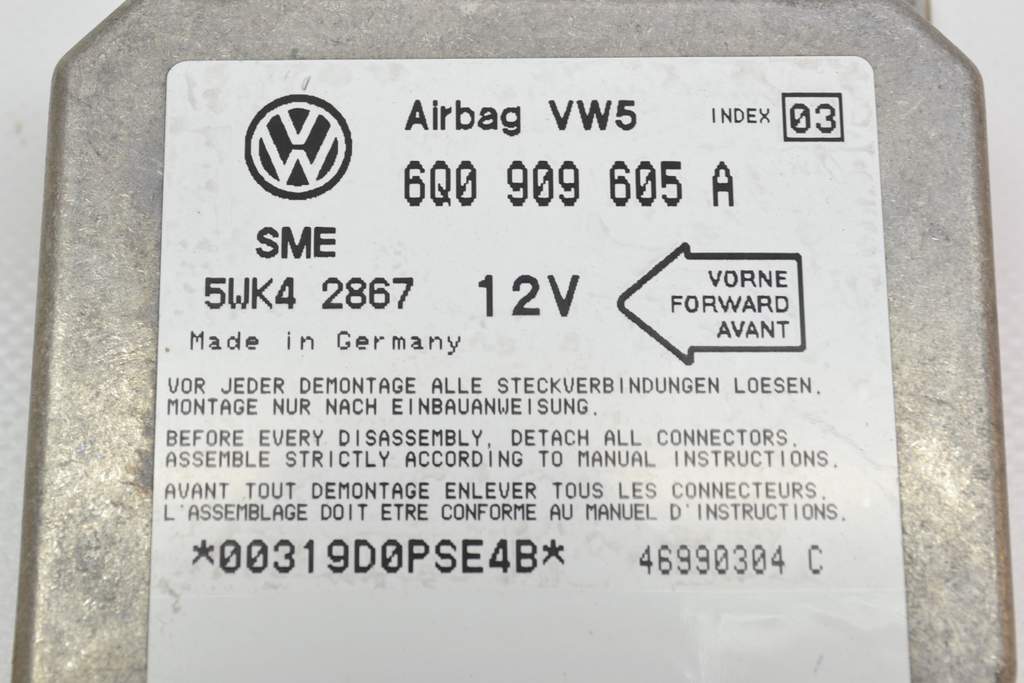 Airbag VW5 INDEX 03
6Q0 909 605 A
SME
5WK4 2867 12V
VORNE
FORWARD
AVANT
Made in Germany
VOR JEDER DEMONTAGE ALLE STECKVERBINDUNGEN LOESEN.
MONTAGE NUR NACH EINBAUANWEISUNG.
BEFORE EVERY DISASSEMBLY, DETACH ALL CONNECTORS.
ASSEMBLE STRICTLY ACCORDING TO MANUAL INSTRUCTIONS.
AVANT TOUT DEMONTAGE ENLEVER TOUS LES CONNECTEURS.
L'ASSEMBLAGE DOIT ETRE CONFORME AU MANUEL D'INSTRUCTIONS.
*00319D0PSE4B* 46990304 C